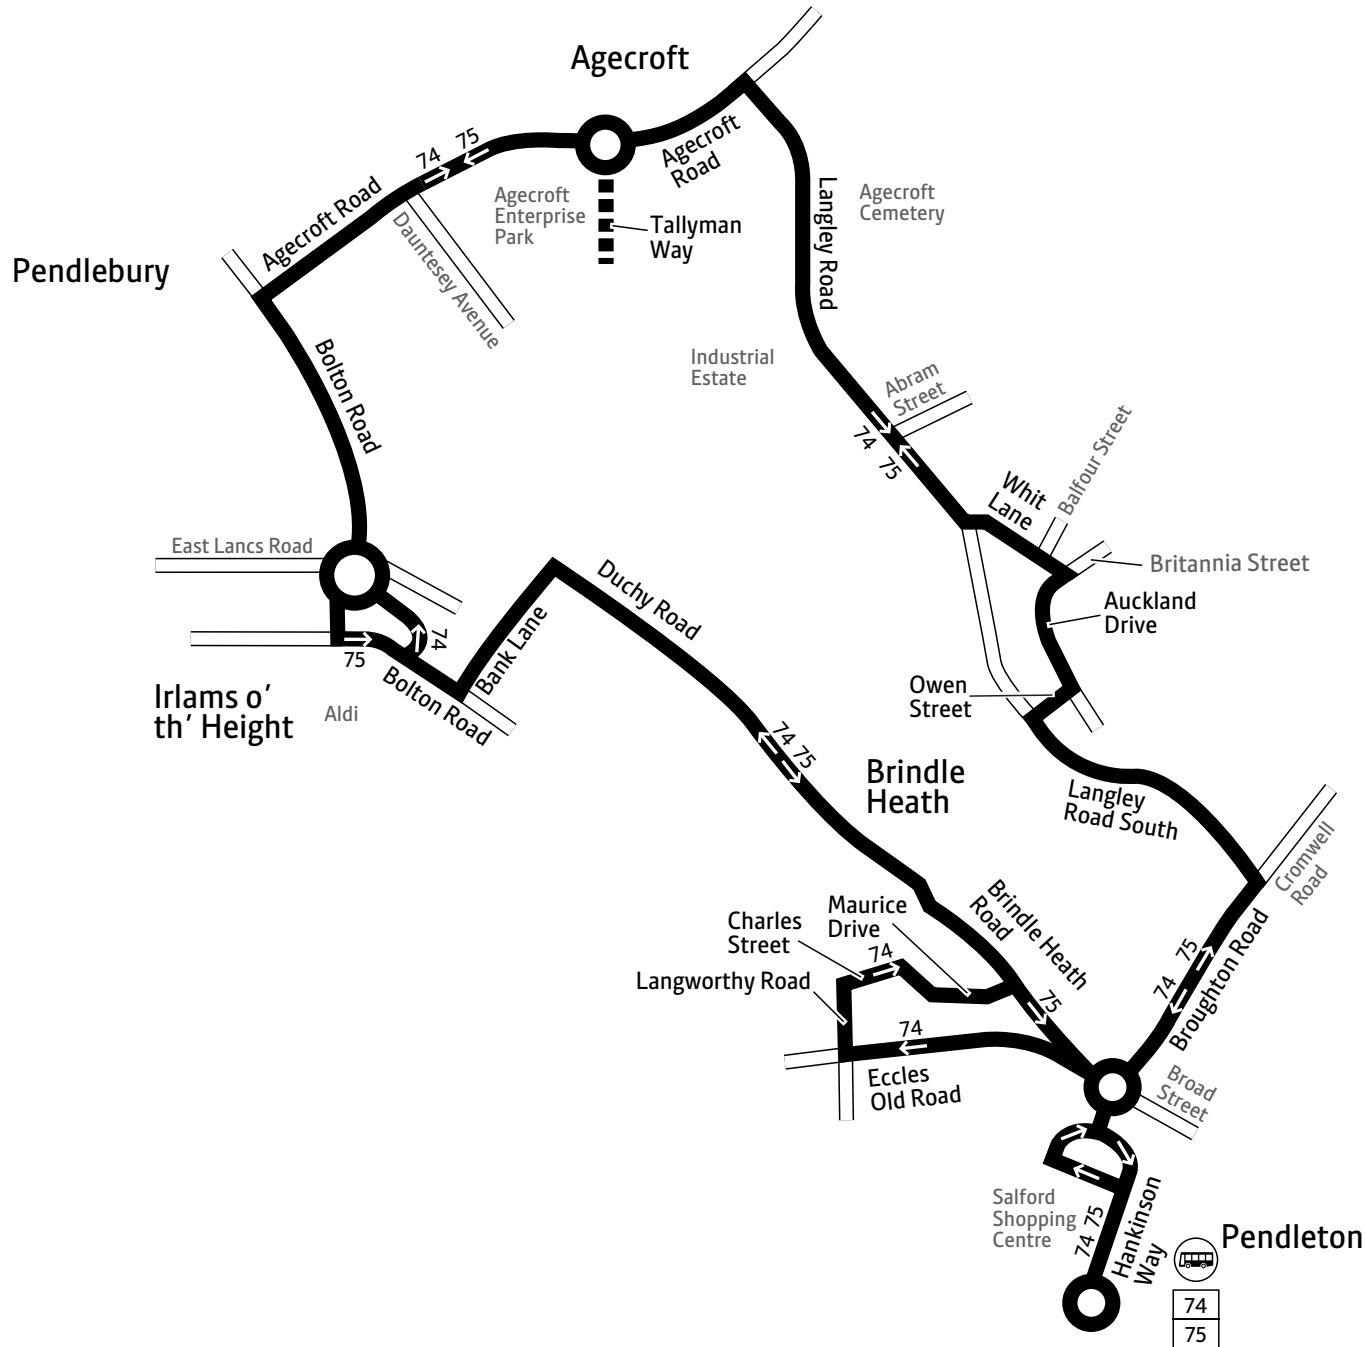 Agecroft
74
75
Agecroft
Road
Agecroft Road
Dauntesey Avenue
Agecroft
Enterprise
Park
Tallyman
Way
Langley Road
Agecroft
Cemetery
Pendlebury
Bolton Road
Industrial
Estate
Abram
Street
74
75
Whit
Lane
Balfour Street
Britannia Street
East Lancs Road
Duchy Road
Auckland
Drive
74
75
Bank Lane
Bolton Road
Irlams o'
th' Height
Aldi
Owen
Street
74
75
Brindle
Heath
Langley
Road South
Cromwell
Road
Brindle Heath
Road
Maurice
Drive
Charles
Street
74
Langworthy Road
75
75
74
Broughton Road
74
Eccles
Old Road
Broad
Street
Salford
Shopping
Centre
74
75
Hankinson
Way
Pendleton
74
75